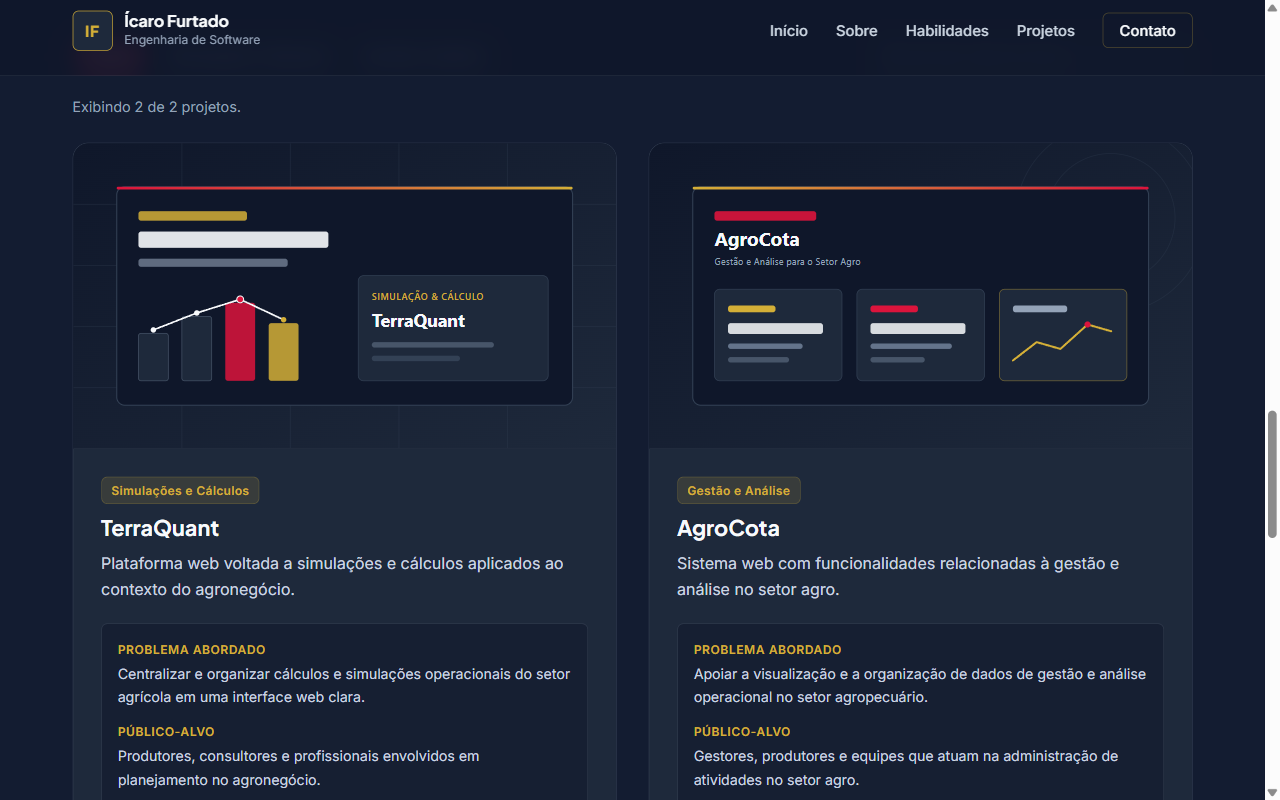 IF
Ícaro Furtado
Engenharia de Software
Início
Sobre
Habilidades
Projetos
Contato
Exibindo 2 de 2 projetos.
SIMULAÇÃO & CÁLCULO
TerraQuant
Simulações e Cálculos
TerraQuant
Plataforma web voltada a simulações e cálculos aplicados ao
contexto do agronegócio.
PROBLEMA ABORDADO
Centralizar e organizar cálculos e simulações operacionais do setor
agrícola em uma interface web clara.
PÚBLICO-ALVO
Produtores, consultores e profissionais envolvidos em
planejamento no agronegócio.
AgroCota
Gestão e Análise para o Setor Agro
Gestão e Análise
AgroCota
Sistema web com funcionalidades relacionadas à gestão e
análise no setor agro.
PROBLEMA ABORDADO
Apoiar a visualização e a organização de dados de gestão e análise
operacional no setor agropecuário.
PÚBLICO-ALVO
Gestores, produtores e equipes que atuam na administração de
atividades no setor agro.